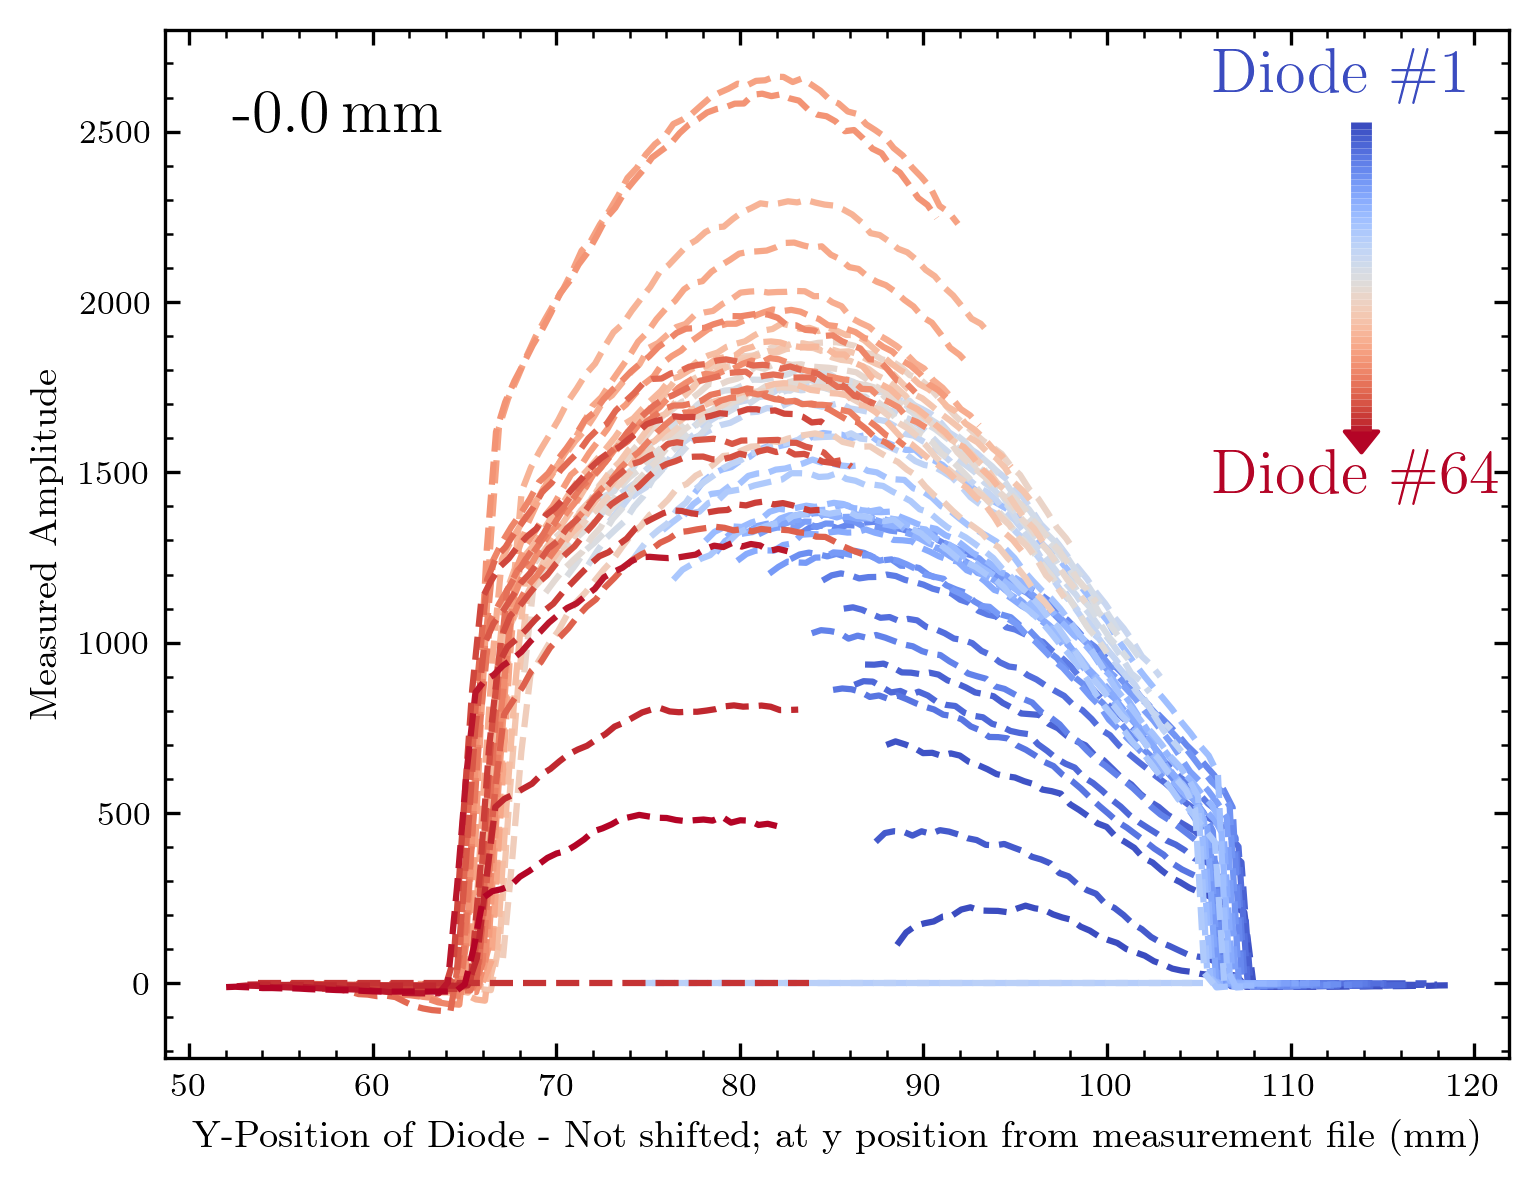 -0.0 mm
Diode #1
Diode #64
Measured Amplitude
2500
2000
1500
1000
500
0
50 60 70 80 90 100 110 120
Y-Position of Diode - Not shifted; at y position from measurement file (mm)